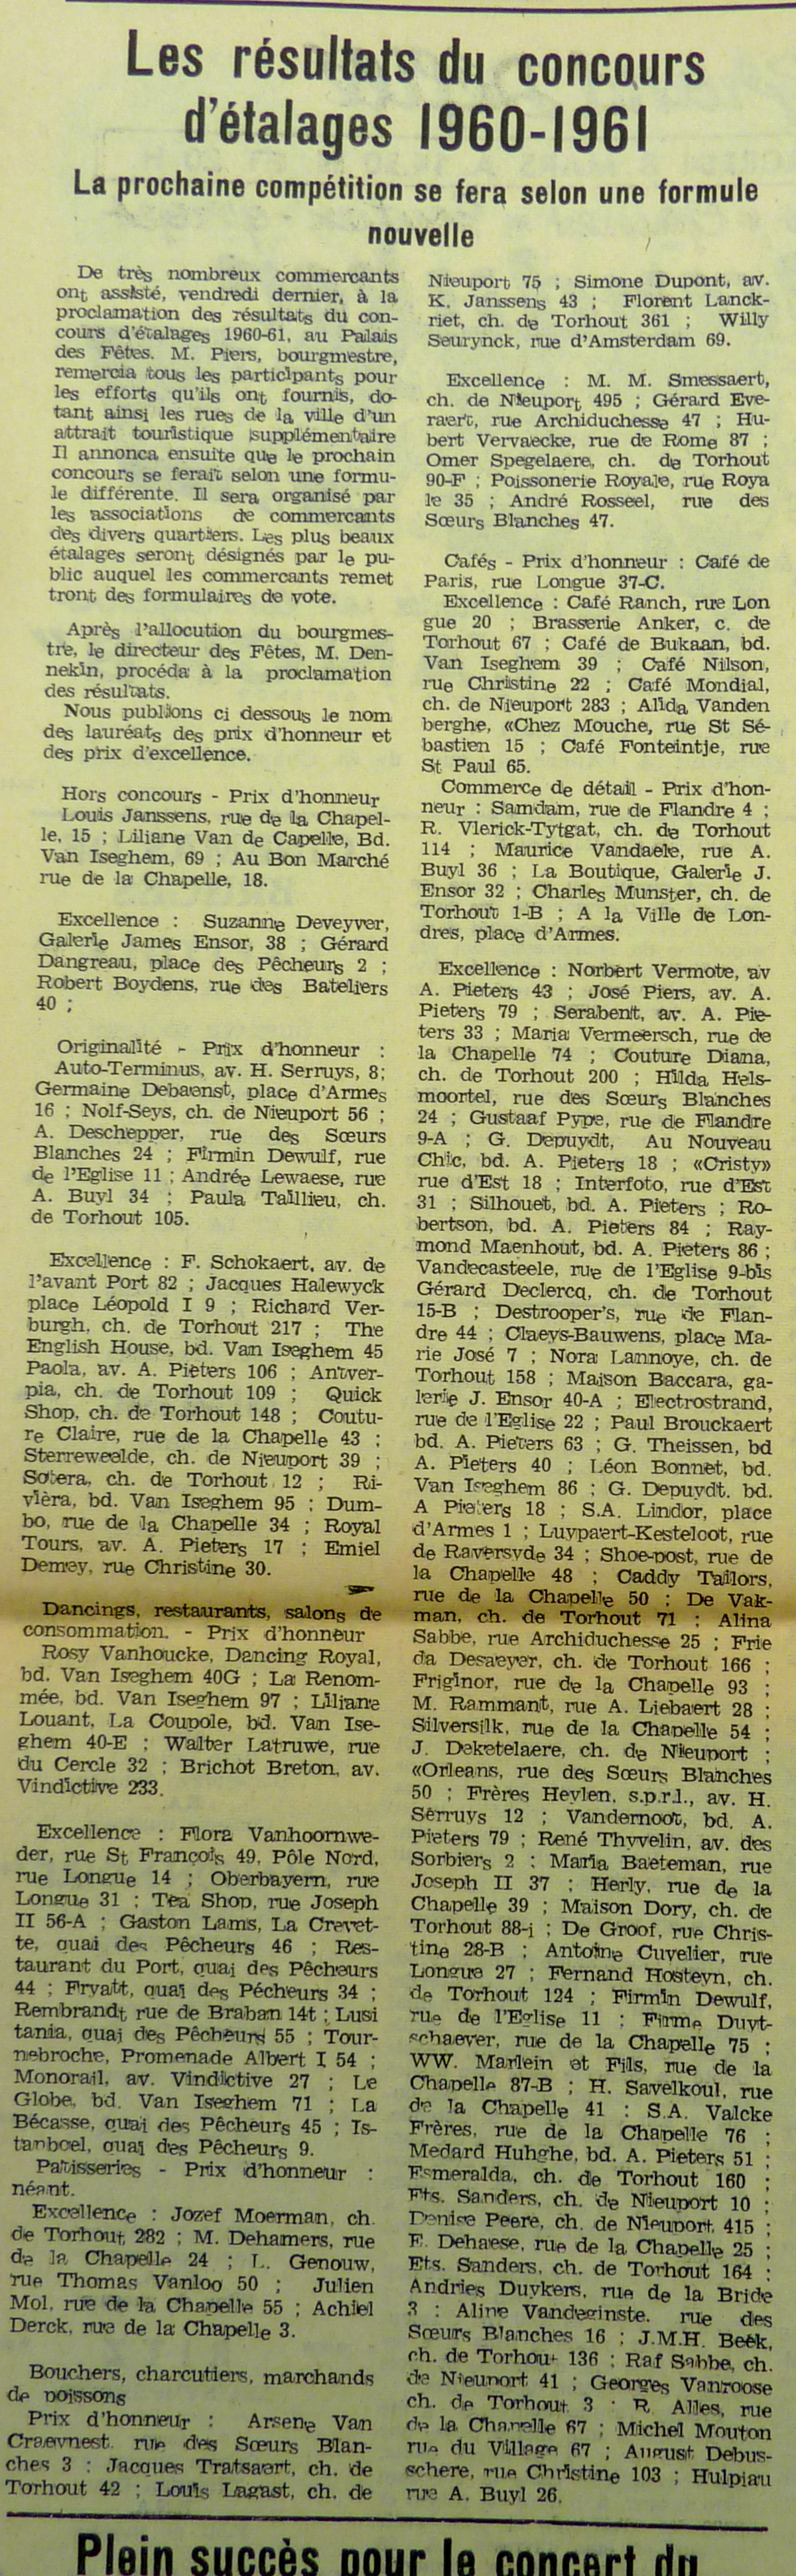 Les résultats du concours
d'étalages 1960-1961
La prochaine compétition se fera selon une formule
nouvelle
De très nombreux commercants
ont assisté, vendredi dernier, à la
proclamation des résultats du con-
cours d'étalages 1960-61, au Palais
des Fêtes. M. Piers, bourgmestre,
remercia tous les participants pour
les efforts qu'ils ont fournis, do-
tant ainsi les rues de la ville d'un
attrait touristique supplémentaire
Il annonca ensuite que le prochain
concours se ferait selon une formu-
le différente. Il sera organisé par
les associations de commercants
des divers quartiers. Les plus beaux
étalages seront désignés par le pu-
blic auquel les commercants remet
tront des formulaires de vote.
Après l'allocution du bourgmes-
tre, le directeur des Fêtes, M. Den-
nekin, procéda à la proclamation
des résultats.
Nous publions ci dessous le nom
des lauréats des prix d'honneur et
des prix d'excellence.
Hors concours - Prix d'honneur
Louis Janssens, rue de la Chapel-
le, 15 ; Liliane Van de Capelle, Bd.
Van Iseghem, 69 ; Au Bon Marché
rue de la Chapelle, 18.
Excellence : Suzanne Deveyver,
Galerie James Ensor, 38 ; Gérard
Dangreau, place des Pêcheurs 2 ;
Robert Boydens, rue des Bateliers
40 ;
Originalité - Prix d'honneur :
Auto-Terminus, av. H. Serruys, 8;
Germaine Debaenst, place d'Armes
16 ; Nolf-Seys, ch. de Nieuport 56 ;
A. Deschepper, rue des Sœurs
Blanches 24 ; Firmin Dewulf, rue
de l'Eglise 11 ; Andrée Lewaese, rue
A. Buyl 34 ; Paula Taillieu, ch.
de Torhout 105.
Excellence : F. Schokaert, av. de
l'avant Port 82 ; Jacques Halewyck
place Léopold I 9 ; Richard Ver-
burgh, ch. de Torhout 217 ; The
English House, bd. Van Iseghem 45
Paola, av. A. Pieters 106 ; Antver-
pia, ch. de Torhout 109 ; Quick
Shop, ch. de Torhout 148 ; Coutu-
re Claire, rue de la Chapelle 43 ;
Sterreweelde, ch. de Nieuport 39 ;
Sotera, ch. de Torhout 12 ; Ri-
vièra, bd. Van Iseghem 95 ; Dum-
bo, rue de la Chapelle 34 ; Royal
Tours, av. A. Pieters 17 ; Emiel
Demey, rue Christine 30.
Dancings, restaurants, salons de
consommation. - Prix d'honneur
Rosy Vanhoucke, Dancing Royal,
bd. Van Iseghem 40G ; La Renom-
mée, bd. Van Iseghem 97 ; Liliane
Louant, La Coupole, bd. Van Ise-
ghem 40-E ; Walter Latruwe, rue
du Cercle 32 ; Brichot Breton, av.
Vindictive 233.
Excellence : Flora Vanhoornwe-
der, rue St François 49, Pôle Nord,
rue Longue 14 ; Oberbayern, rue
Longue 31 ; Tea Shop, rue Joseph
II 56-A ; Gaston Lams, La Crevet-
te, quai des Pêcheurs 46 ; Res-
taurant du Port, quai des Pêcheurs
44 ; Fryatt, quai des Pécheurs 34 ;
Rembrandt rue de Braban 14t ; Lusi
tania, quai des Pêcheurs 55 ; Tour-
nebroche, Promenade Albert I 54 ;
Monorail, av. Vindictive 27 ; Le
Globe, bd. Van Iseghem 71 ; La
Bécasse, quai des Pêcheurs 45 ; Is-
tanboel, quai des Pêcheurs 9.
Patisseries - Prix d'honneur :
néant.
Excellence : Jozef Moerman, ch.
de Torhout 282 ; M. Dehamers, rue
de la Chapelle 24 ; L. Genouw,
rue Thomas Vanloo 50 ; Julien
Mol, rue de la Chapelle 55 ; Achiel
Derck, rue de la Chapelle 3.
Bouchers, charcutiers, marchands
de poissons
Prix d'honneur : Arsene Van
Craeynest, rue des Sœurs Blan-
ches 3 ; Jacques Tratsaert, ch. de
Torhout 42 ; Louis Lagast, ch. de
Nieuport 75 ; Simone Dupont, av.
K. Janssens 43 ; Florent Lanck-
riet, ch. de Torhout 361 ; Willy
Seurynck, rue d'Amsterdam 69.
Excellence : M. M. Smessaert,
ch. de Nieuport 495 ; Gérard Eve-
raert, rue Archiduchesse 47 ; Hu-
bert Vervaecke, rue de Rome 87 ;
Omer Spegelaere, ch. de Torhout
90-F ; Poissonerie Royale, rue Roya
le 35 ; André Rosseel, rue des
Sœurs Blanches 47.
Cafés - Prix d'honneur : Café de
Paris, rue Longue 37-C.
Excellence : Café Ranch, rue Lon
gue 20 ; Brasserie Anker, c. de
Torhout 67 ; Café de Bukaan, bd.
Van Iseghem 39 ; Café Nilson,
rue Christine 22 ; Café Mondial,
ch. de Nieuport 283 ; Alida Vanden
berghe, «Chez Mouche, rue St Sé-
bastien 15 ; Café Fonteintje, rue
St Paul 65.
Commerce de détail - Prix d'hon-
neur : Samdam, rue de Flandre 4 ;
R. Vlerick-Tytgat, ch. de Torhout
114 ; Maurice Vandaele, rue A.
Buyl 36 ; La Boutique, Galerie J.
Ensor 32 ; Charles Munster, ch. de
Torhout 1-B ; A la Ville de Lon-
dres, place d'Armes.
Excellence : Norbert Vermote, av
A. Pieters 43 ; José Piers, av. A.
Pieters 79 ; Serabenit, av. A. Pie-
ters 33 ; Maria Vermeersch, rue de
la Chapelle 74 ; Couture Diana,
ch. de Torhout 200 ; Hilda Hels-
moortel, rue des Sœurs Blanches
24 ; Gustaaf Pype, rue de Flandre
9-A ; G. Depuydt, Au Nouveau
Chic, bd. A. Pieters 18 ; «Cristy»
rue d'Est 18 ; Interfoto, rue d'Est
31 ; Silhouet, bd. A. Pieters ; Ro-
bertson, bd. A. Pieters 84 ; Ray-
mond Maenhout, bd. A. Pieters 86 ;
Vandecasteele, rue de l'Eglise 9-bis
Gérard Declercq, ch. de Torhout
15-B ; Destrooper's, rue de Flan-
dre 44 ; Claeys-Bauwens, place Ma-
rie José 7 ; Nora Lannoye, ch. de
Torhout 158 ; Maison Baccara, ga-
lerie J. Ensor 40-A ; Electrostrand,
rue de l'Eglise 22 ; Paul Brouckaert
bd. A. Pieters 63 ; G. Theissen, bd
A. Pieters 40 ; Léon Bonnet, bd.
Van Iseghem 86 ; G. Depuydt, bd.
A Pieters 18 ; S.A. Lindor, place
d'Armes 1 ; Luypaert-Kesteloot, rue
de Raversyde 34 ; Shoe-post, rue de
la Chapelle 48 ; Caddy Tailors,
rue de la Chapelle 50 ; De Vak-
man, ch. de Torhout 71 ; Alina
Sabbe, rue Archiduchesse 25 ; Frie
da Desaeyer, ch. de Torhout 166 ;
Friginor, rue de la Chapelle 93 ;
M. Rammant, rue A. Liebaert 28 ;
Silversilk, rue de la Chapelle 54 ;
J. Deketelaere, ch. de Nieuport ;
«Orleans, rue des Sœurs Blanches
50 ; Frères Heylen, s.p.r.l., av. H.
Serruys 12 ; Vandernoot, bd. A.
Pieters 79 ; René Thyvelin, av. des
Sorbiers 2 ; Maria Baeteman, rue
Joseph II 37 ; Herly, rue de la
Chapelle 39 ; Maison Dory, ch. de
Torhout 88-i ; De Groof, rue Chris-
tine 28-B ; Antoine Cuvelier, rue
Longue 27 ; Fernand Hosteyn, ch.
de Torhout 124 ; Firmin Dewulf,
rue de l'Eglise 11 ; Firme Duyt-
schaever, rue de la Chapelle 75 ;
WW. Marlein et Fils, rue de la
Chapelle 87-B ; H. Savelkoul, rue
de la Chapelle 41 ; S.A. Valcke
Frères, rue de la Chapelle 76 ;
Medard Huhghe, bd. A. Pieters 51 ;
Esmeralda, ch. de Torhout 160 ;
Ets. Sanders, ch. de Nieuport 10 ;
Denise Peere, ch. de Nieuport 415 ;
E. Dehaese, rue de la Chapelle 25 ;
Ets. Sanders, ch. de Torhout 164 ;
Andries Duykers, rue de la Bride
3 ; Aline Vandeginste, rue des
Sœurs Blanches 16 ; J.M.H. Beek,
ch. de Torhout 136 ; Raf Sabbe, ch.
de Nieuport 41 ; Georges Vanroose
ch. de Torhout 3 ; R. Alles, rue
de la Chapelle 67 ; Michel Mouton
rue du Village 67 ; August Debus-
schere, rue Christine 103 ; Hulpiau
rue A. Buyl 26.
Plein succès pour le concert du